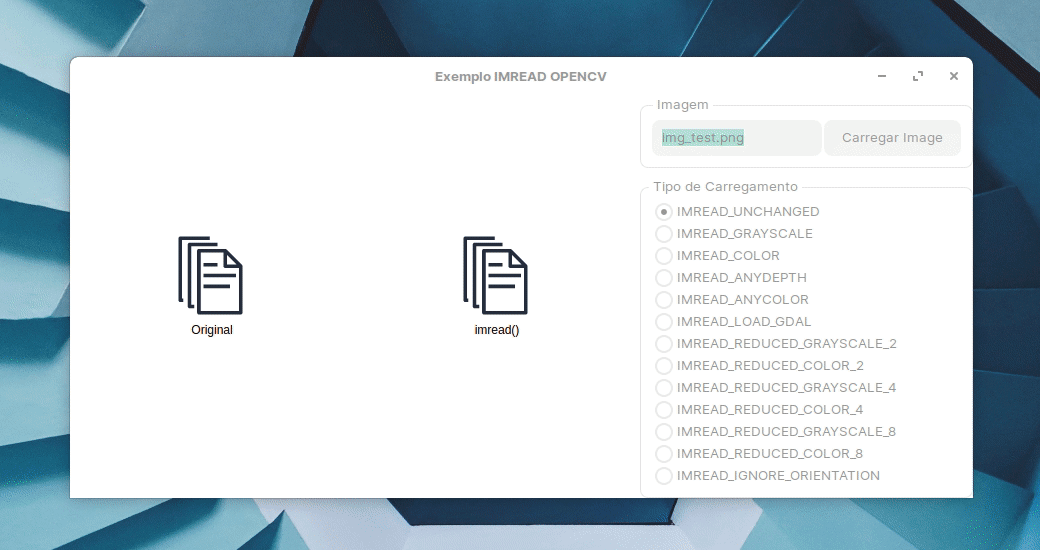 Exemplo IMREAD OPENCV
Imagem
img_test.png
Carregar Image
Tipo de Carregamento
IMREAD_UNCHANGED
IMREAD_GRAYSCALE
IMREAD_COLOR
IMREAD_ANYDEPTH
IMREAD_ANYCOLOR
IMREAD_LOAD_GDAL
IMREAD_REDUCED_GRAYSCALE_2
IMREAD_REDUCED_COLOR_2
IMREAD_REDUCED_GRAYSCALE_4
IMREAD_REDUCED_COLOR_4
IMREAD_REDUCED_GRAYSCALE_8
IMREAD_REDUCED_COLOR_8
IMREAD_IGNORE_ORIENTATION
Original
imread()